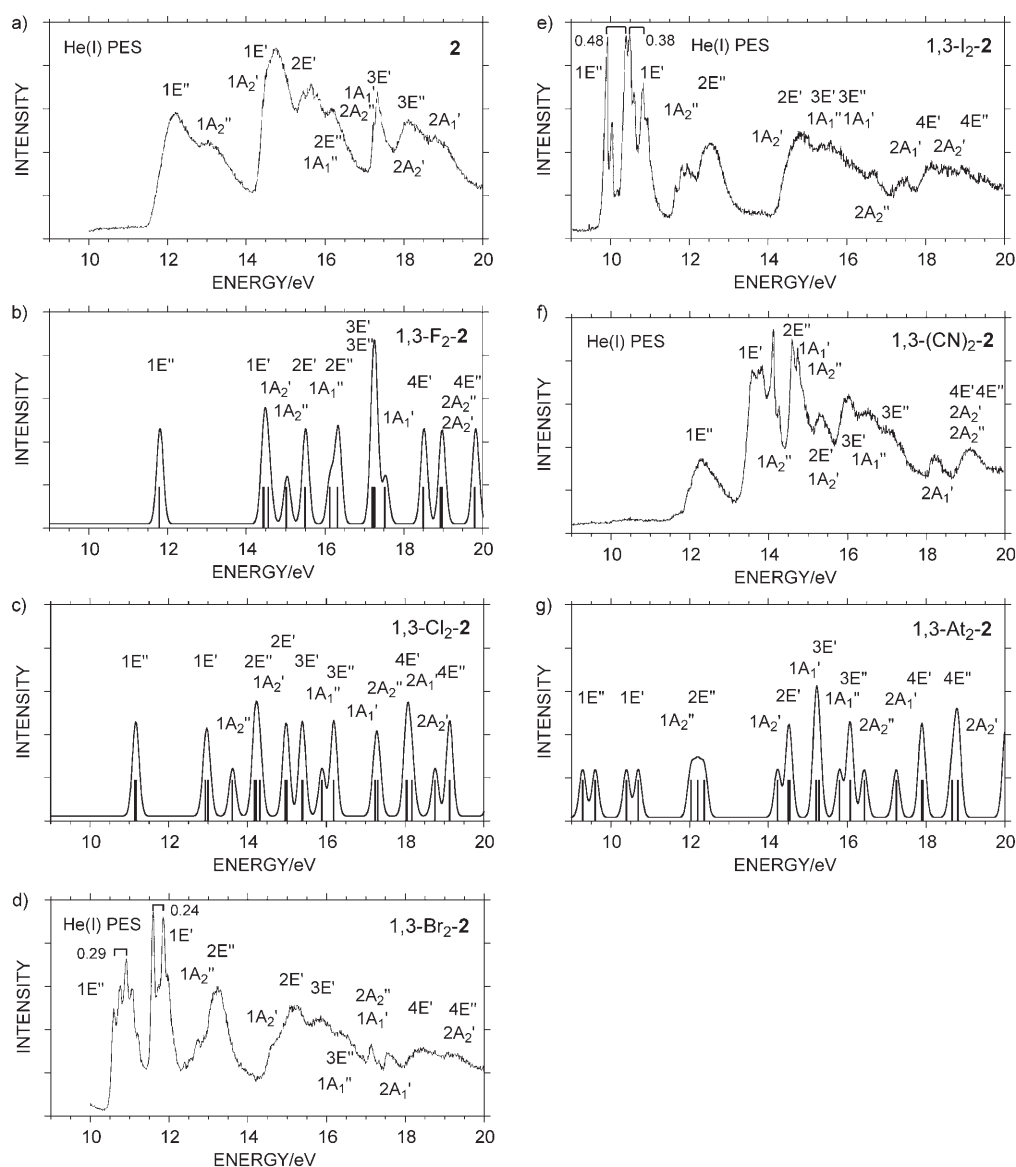 a)
He(I) PES
2
1E"
1A2"
1A2'
1E'
2E'
2E"
1A1"
1A1'
2A2"
3E'
2A2'
3E"
2A1'
INTENSITY
10 12 14 16 18 20
ENERGY/eV
b)
1,3-F2-2
1E"
1E'
1A2'
1A2"
2E'
2E"
1A1"
3E'
3E"
1A1'
4E'
4E"
2A2"
2A2'
INTENSITY
10 12 14 16 18 20
ENERGY/eV
c)
1,3-Cl2-2
1E"
1E'
1A2"
2E"
1A2'
2E'
3E'
1A1"
3E"
1A1'
2A2"
4E'
2A1'
2A2'
4E"
INTENSITY
10 12 14 16 18 20
ENERGY/eV
d)
He(I) PES
1,3-Br2-2
0.29
0.24
1E"
1E'
1A2"
2E"
1A2'
2E'
3E'
3E"
1A1"
2A2"
1A1'
2A1'
4E'
4E"
2A2'
INTENSITY
10 12 14 16 18 20
ENERGY/eV
e)
0.48
0.38
He(I) PES
1,3-I2-2
1E"
1E'
1A2"
2E"
1A2'
2E' 3E' 3E"
1A1" 1A1'
2A2"
2A1'
4E' 4E"
2A2'
INTENSITY
10 12 14 16 18 20
ENERGY/eV
f)
He(I) PES
1,3-(CN)2-2
1E"
1E'
1A2"
2E"
1A1'
1A2"
2E'
1A2'
3E'
1A1"
3E"
2A1'
4E' 4E"
2A2'
2A2"
INTENSITY
10 12 14 16 18 20
ENERGY/eV
g)
1,3-At2-2
1E"
1E'
1A2"
2E"
1A2'
2E'
1A1'
3E'
3E"
1A1"
2A2"
2A1'
4E'
4E"
2A2'
INTENSITY
10 12 14 16 18 20
ENERGY/eV